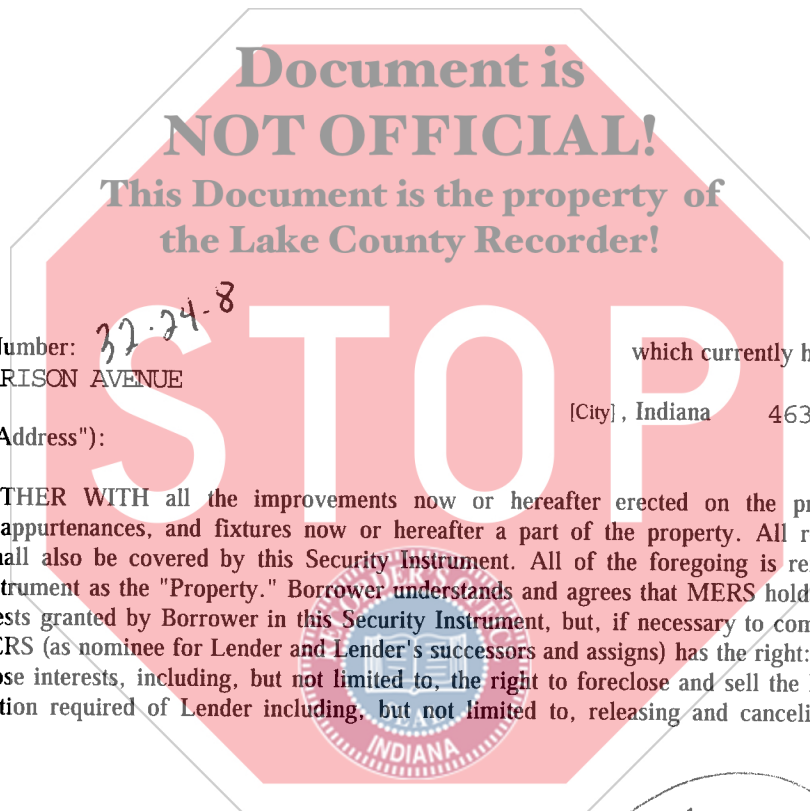 Document is
NOT OFFICIAL!
This Document is the property of
the Lake County Recorder!
STOP
umber: 32-24-8 which currently h
RISON AVENUE
[City] , Indiana 463
Address"):
THER WITH all the improvements now or hereafter erected on the pr
appurtenances, and fixtures now or hereafter a part of the property. All r
all also be covered by this Security Instrument. All of the foregoing is re
trument as the "Property." Borrower understands and agrees that MERS hold
ests granted by Borrower in this Security Instrument, but, if necessary to com
RS (as nominee for Lender and Lender's successors and assigns) has the right:
se interests, including, but not limited to, the right to foreclose and sell the
tion required of Lender including, but not limited to, releasing and canceli
SEAL
INDIANA